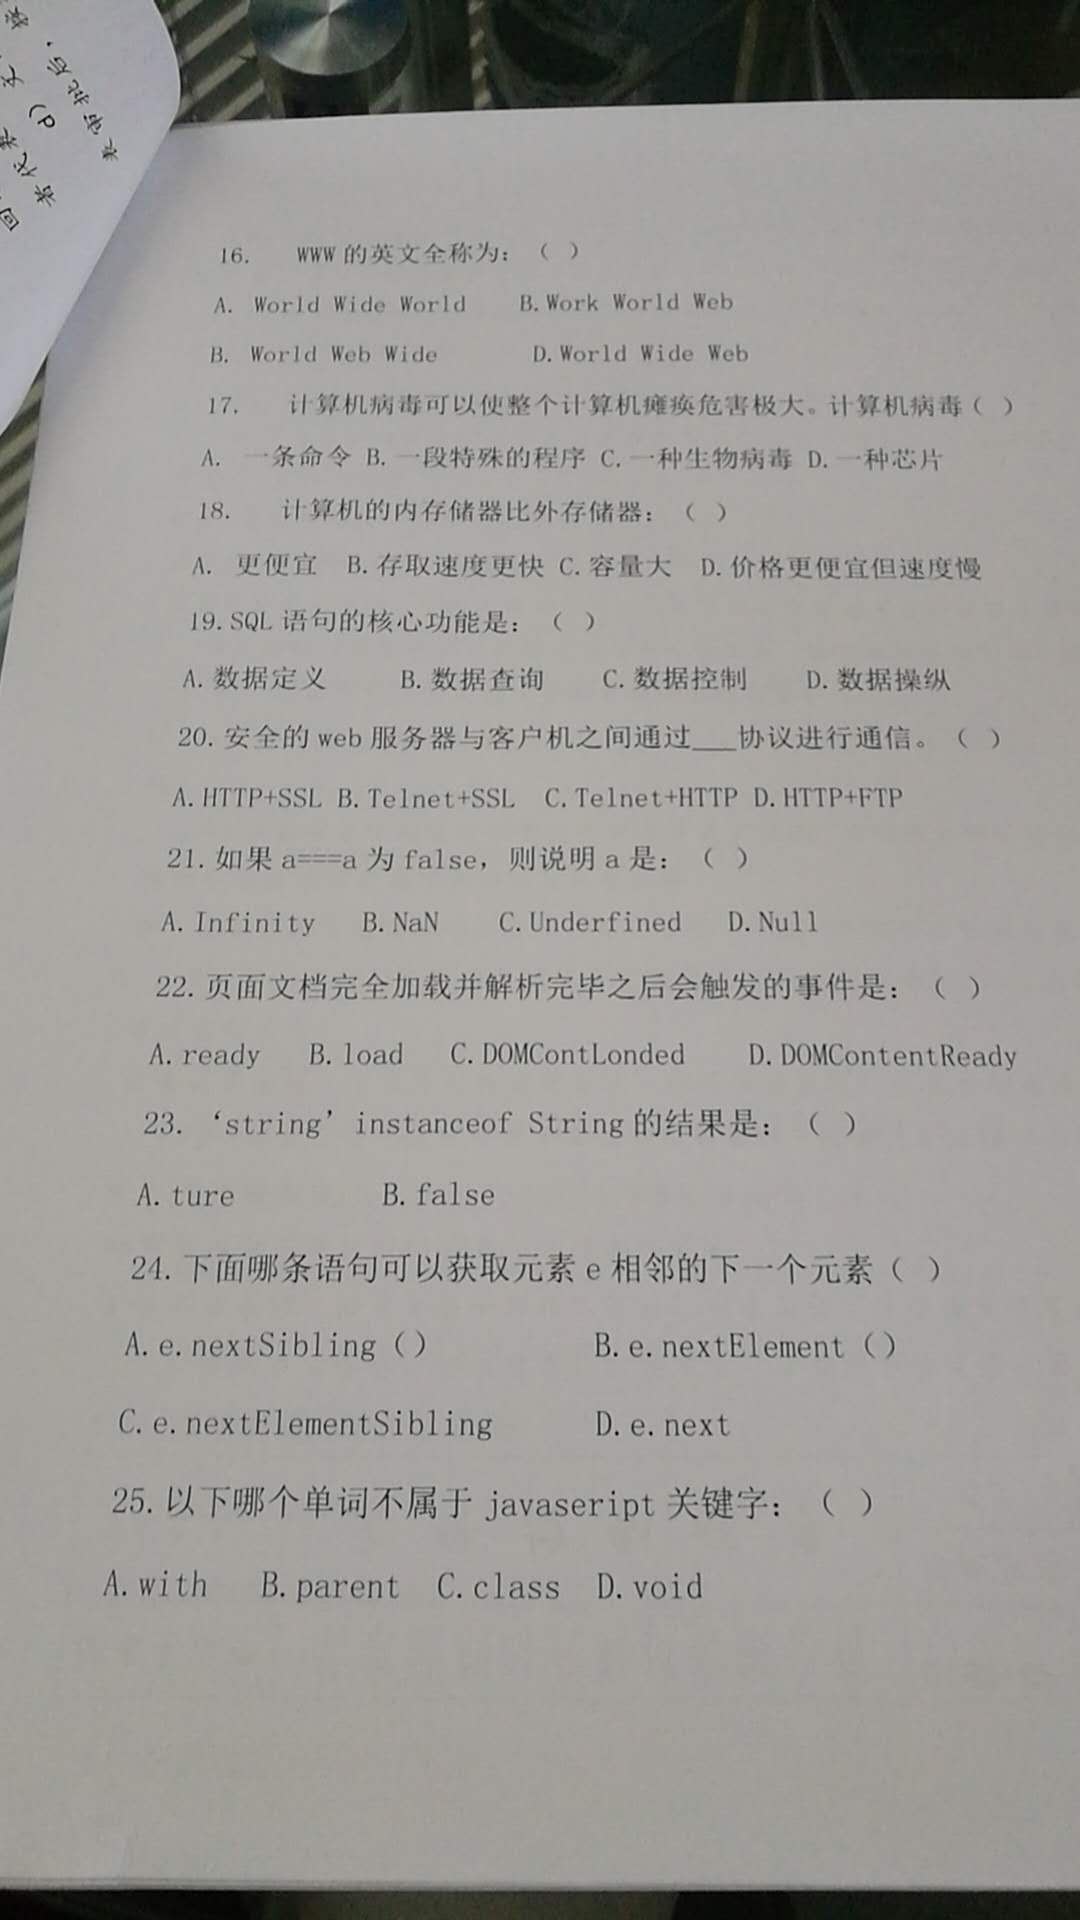 者代表
d) 文
表审批后,
16. WWW 的英文全称为：（ ）
A. World Wide World B.Work World Web
B. World Web Wide D.World Wide Web
17. 计算机病毒可以使整个计算机瘫痪危害极大。计算机病毒（ ）
A. 一条命令 B.一段特殊的程序 C.一种生物病毒 D.一种芯片
18. 计算机的内存储器比外存储器：（ ）
A. 更便宜 B.存取速度更快 C.容量大 D.价格更便宜但速度慢
19.SQL 语句的核心功能是：（ ）
A.数据定义 B.数据查询 C.数据控制 D.数据操纵
20.安全的 web 服务器与客户机之间通过___协议进行通信。（ ）
A.HTTP+SSL B.Telnet+SSL C.Telnet+HTTP D.HTTP+FTP
21.如果 a===a 为 false，则说明 a 是：（ ）
A.Infinity B.NaN C.Underfined D.Null
22.页面文档完全加载并解析完毕之后会触发的事件是：（ ）
A.ready B.load C.DOMContLonded D.DOMContentReady
23. ‘string’ instanceof String 的结果是：（ ）
A.ture B.false
24.下面哪条语句可以获取元素 e 相邻的下一个元素（ ）
A.e.nextSibling（） B.e.nextElement（）
C.e.nextElementSibling D.e.next
25.以下哪个单词不属于 javaseript 关键字：（ ）
A.with B.parent C.class D.void